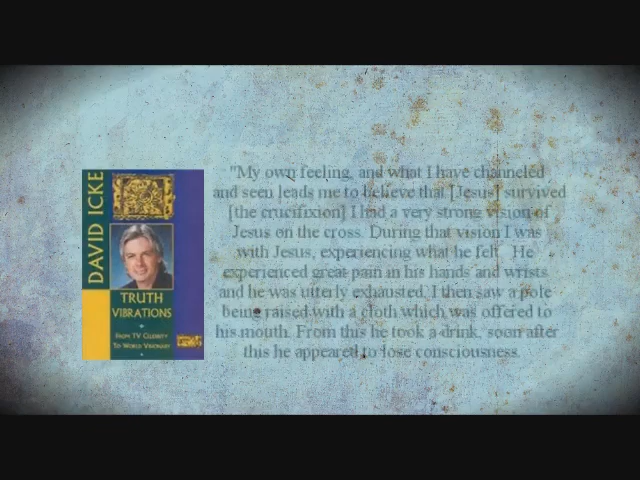 DAVID ICKE
TRUTH
VIBRATIONS
FROM TV CELEBRITY
TO WORLD VISIONARY
"My own feeling, and what I have channeled
and seen leads me to believe that [Jesus] survived
[the crucifixion] I had a very strong vision of
Jesus on the cross. During that vision I was
with Jesus, experiencing what he felt. He
experienced great pain in his hands and wrists
and he was utterly exhausted. I then saw a pole
being raised with a cloth which was offered to
his mouth. From this he took a drink, soon after
this he appeared to lose consciousness.